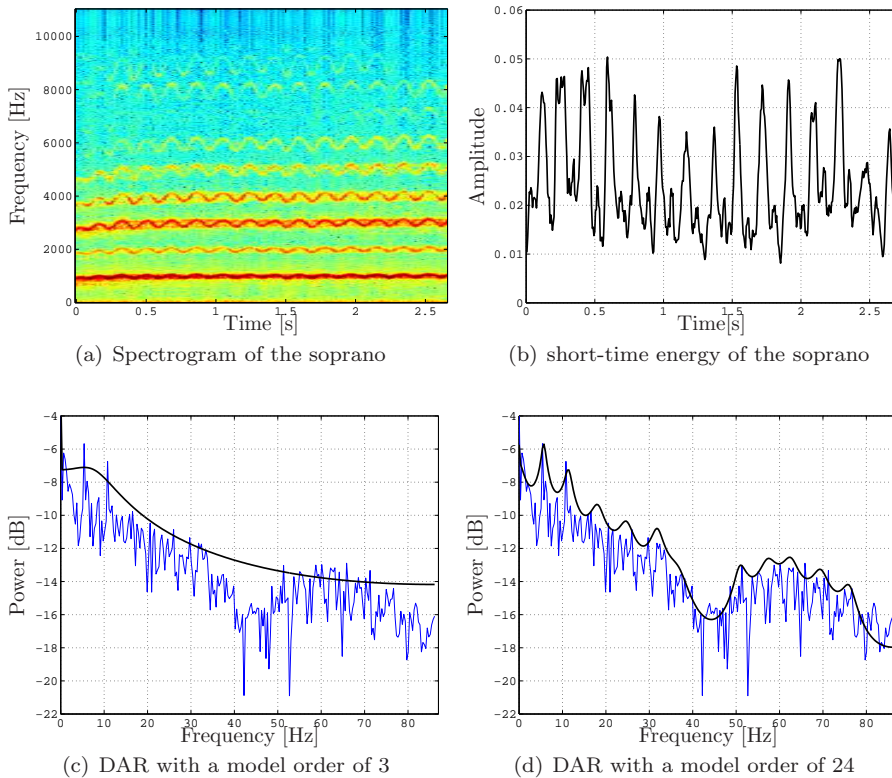 10000
8000
6000
4000
2000
0
Frequency [Hz]
0 0.5 1 1.5 2 2.5
Time [s]
(a) Spectrogram of the soprano
0.06
0.05
0.04
0.03
0.02
0.01
0
Amplitude
0 0.5 1 1.5 2 2.5
Time[s]
(b) short-time energy of the soprano
-4
-6
-8
-10
-12
-14
-16
-18
-20
-22
Power [dB]
0 10 20 30 40 50 60 70 80
Frequency [Hz]
(c) DAR with a model order of 3
-4
-6
-8
-10
-12
-14
-16
-18
-20
-22
Power [dB]
0 10 20 30 40 50 60 70 80
Frequency [Hz]
(d) DAR with a model order of 24